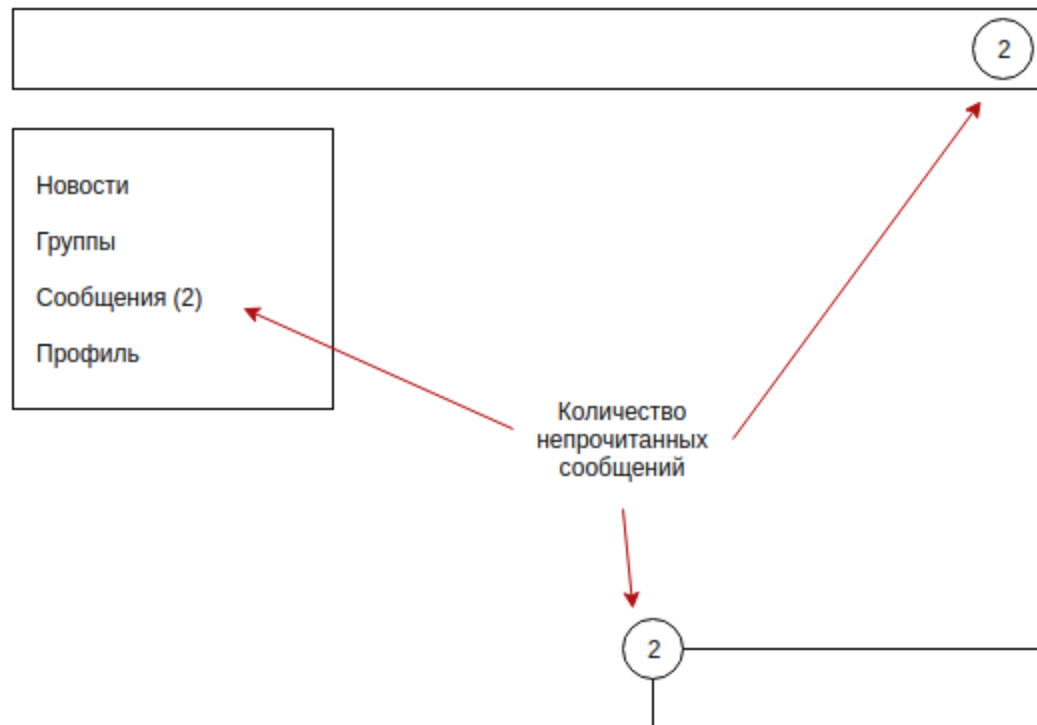 2
Новости
Группы
Сообщения (2)
Профиль
Количество
непрочитанных
сообщений
2